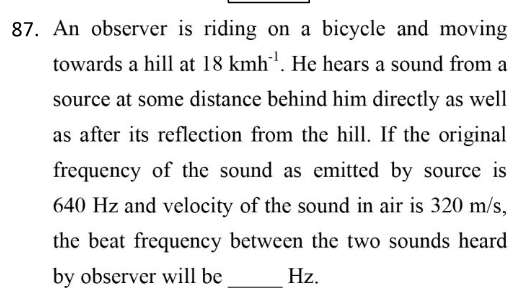 87. An observer is riding on a bicycle and moving
towards a hill at 18 kmh⁻¹. He hears a sound from a
source at some distance behind him directly as well
as after its reflection from the hill. If the original
frequency of the sound as emitted by source is
640 Hz and velocity of the sound in air is 320 m/s,
the beat frequency between the two sounds heard
by observer will be _____ Hz.